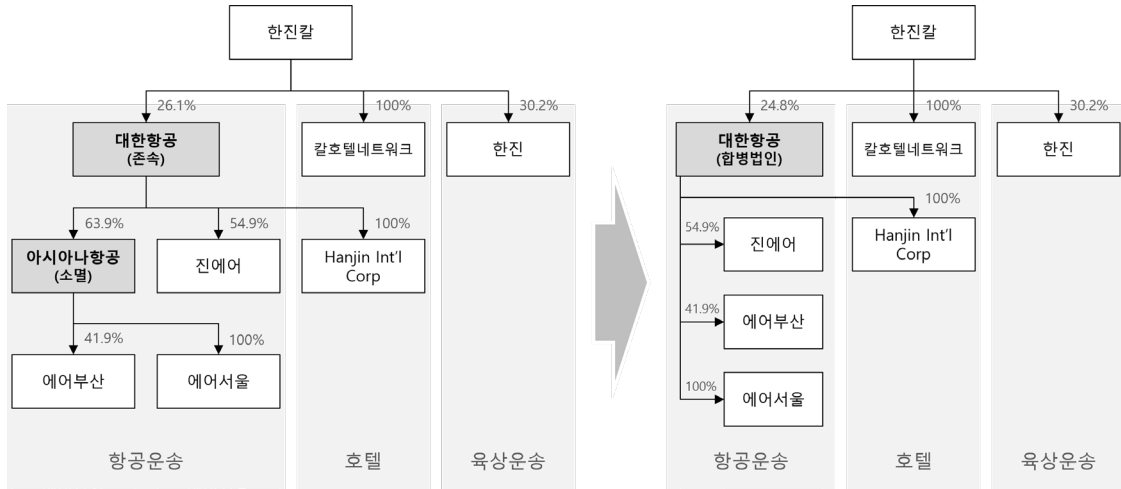 한진칼
26.1%
100%
30.2%
대한항공
(존속)
칼호텔네트워크
한진
63.9%
54.9%
100%
아시아나항공
(소멸)
진에어
Hanjin Int'l
Corp
41.9%
100%
에어부산
에어서울
항공운송
호텔
육상운송
한진칼
24.8%
100%
30.2%
대한항공
(합병법인)
칼호텔네트워크
한진
100%
54.9%
진에어
Hanjin Int'l
Corp
41.9%
에어부산
100%
에어서울
항공운송
호텔
육상운송